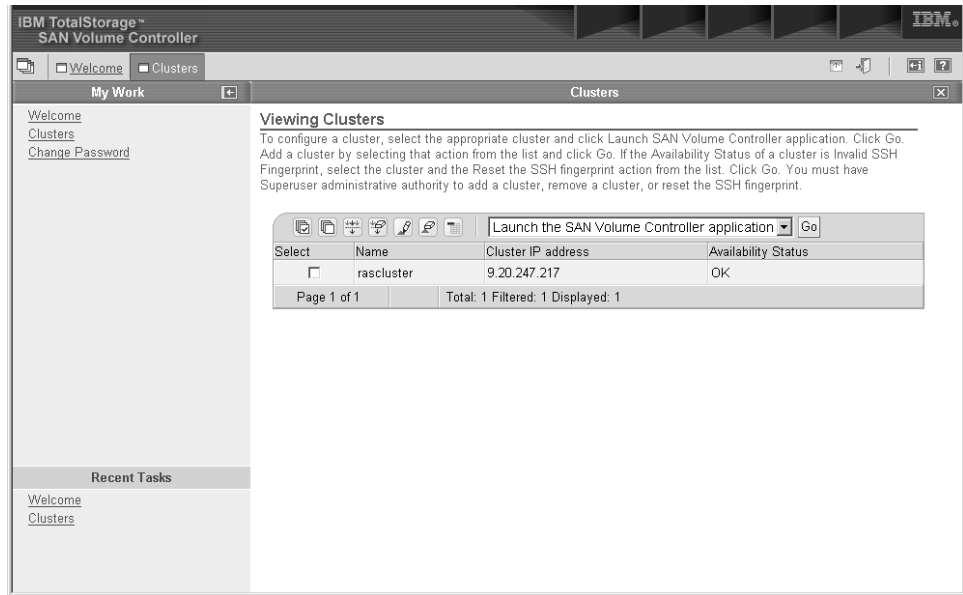 IBM TotalStorage™
SAN Volume Controller
IBM®
Welcome
Clusters
My Work
Clusters
Welcome
Clusters
Change Password
Viewing Clusters
To configure a cluster, select the appropriate cluster and click Launch SAN Volume Controller application. Click Go.
Add a cluster by selecting that action from the list and click Go. If the Availability Status of a cluster is Invalid SSH
Fingerprint, select the cluster and the Reset the SSH fingerprint action from the list. Click Go. You must have
Superuser administrative authority to add a cluster, remove a cluster, or reset the SSH fingerprint.
Launch the SAN Volume Controller application Go
Select Name Cluster IP address Availability Status
rascluster 9.20.247.217 OK
Page 1 of 1 Total: 1 Filtered: 1 Displayed: 1
Recent Tasks
Welcome
Clusters